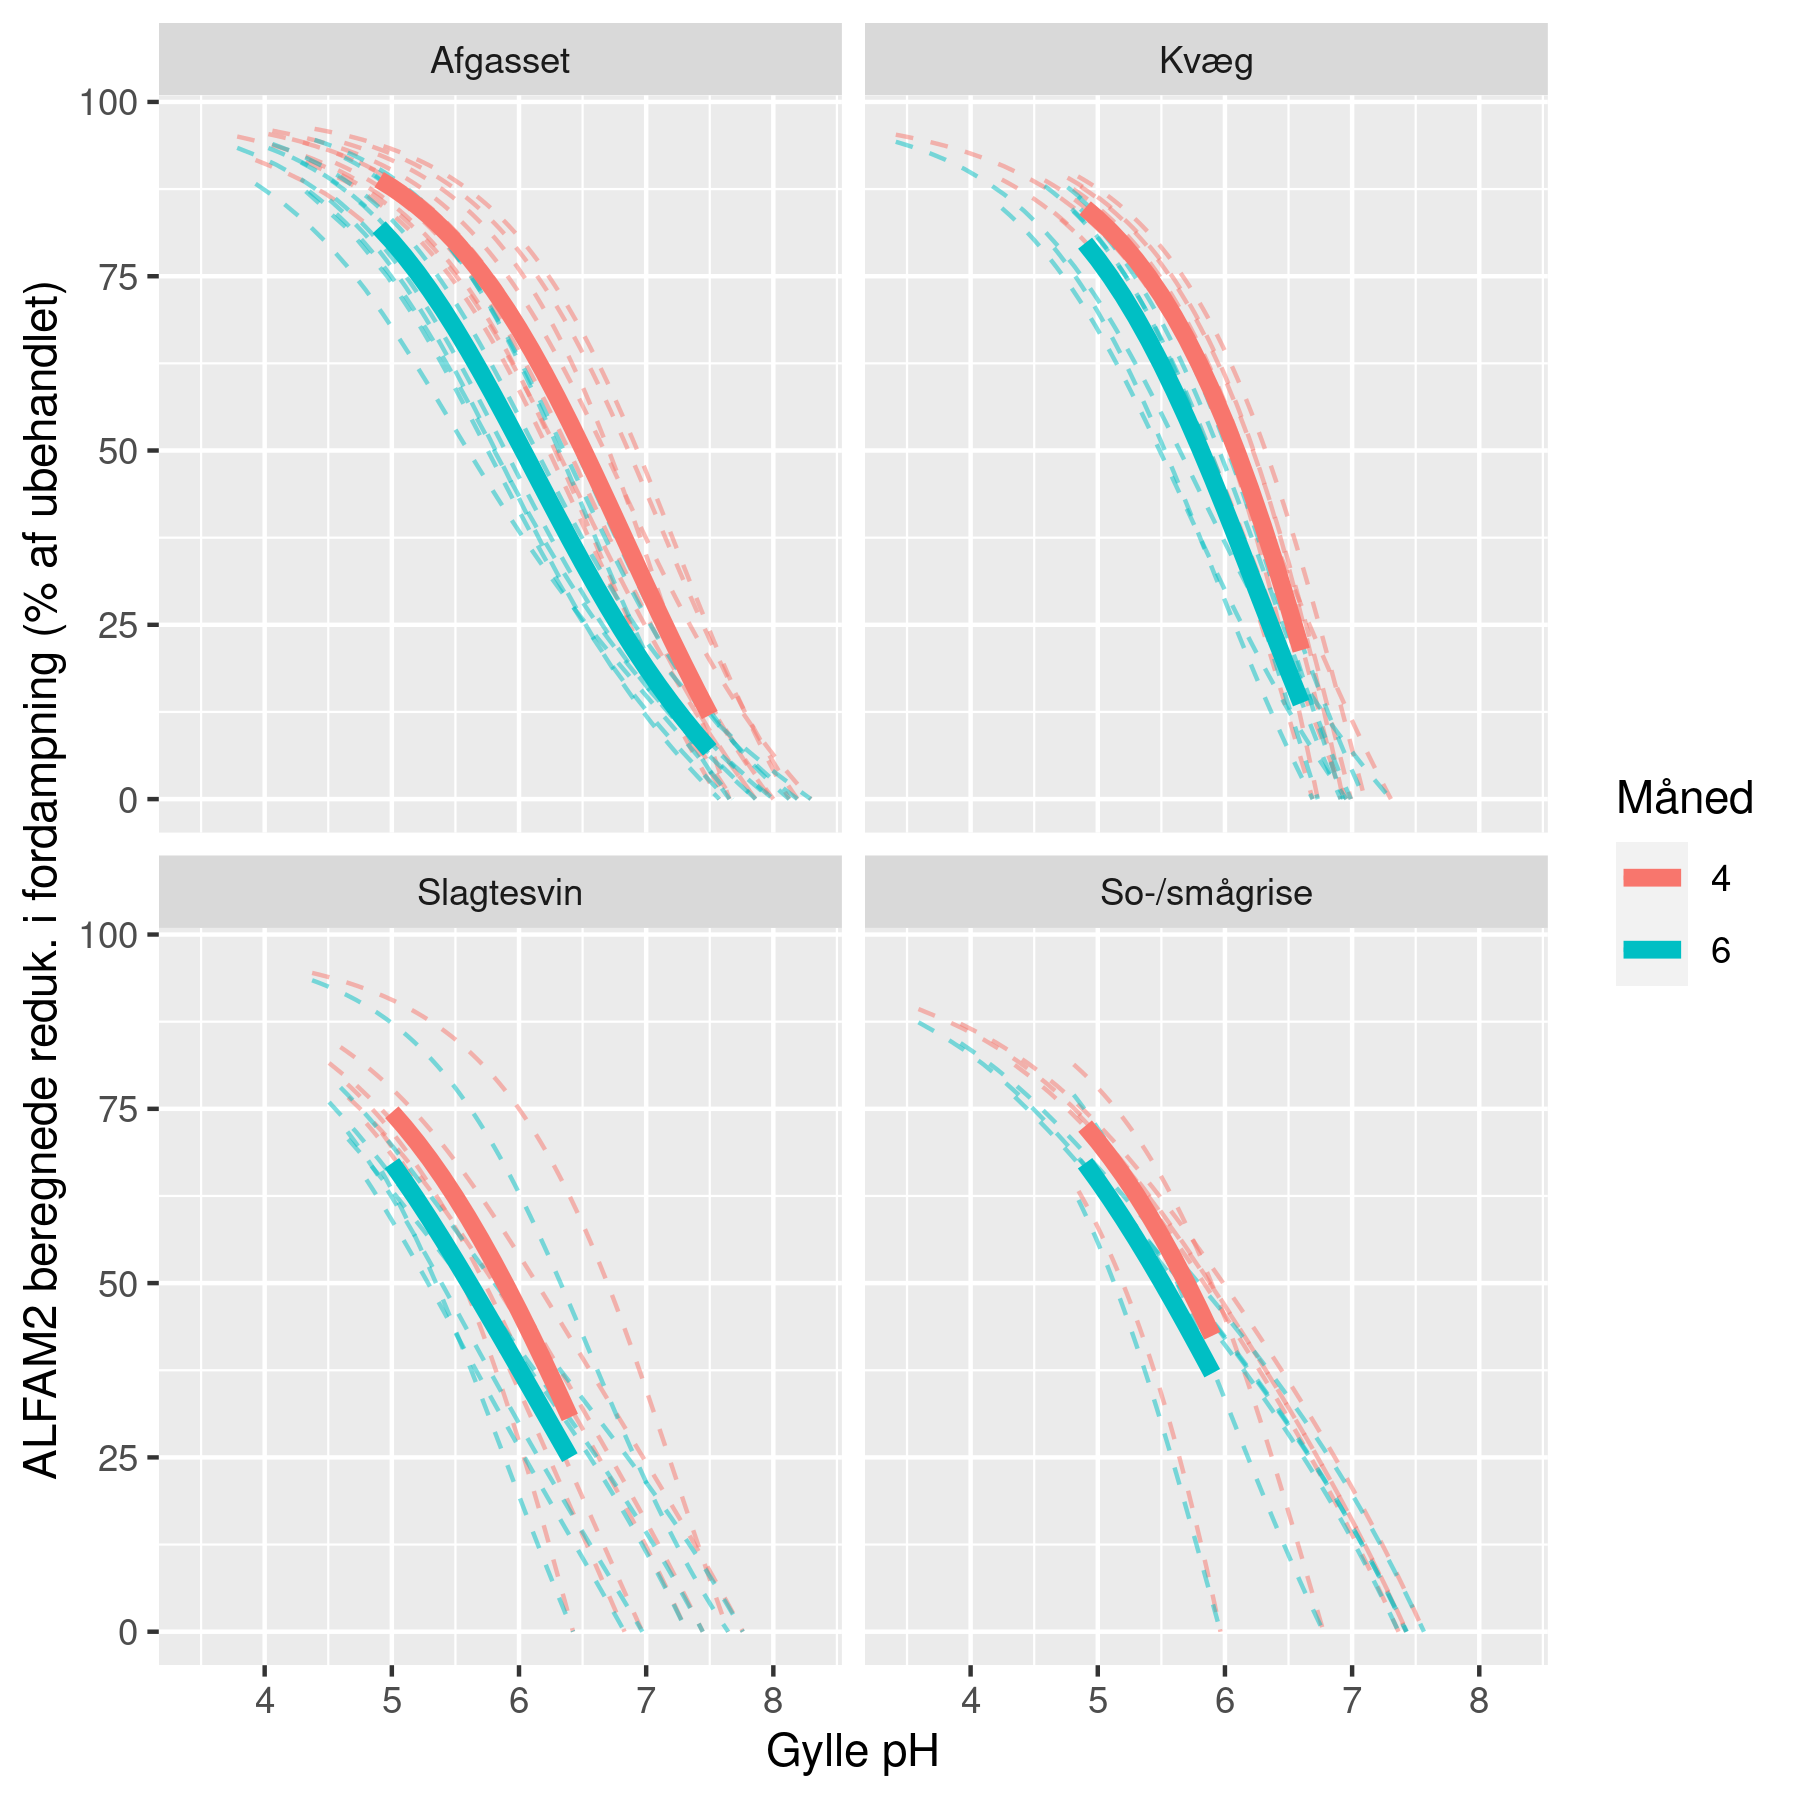 Afgasset
Kvæg
100
75
50
25
0
Slagtesvin
So-/smågrise
100
75
50
25
0
4 5 6 7 8
4 5 6 7 8
Gylle pH
ALFAM2 beregnede reduk. i fordampning (% af ubehandlet)
Måned
4
6